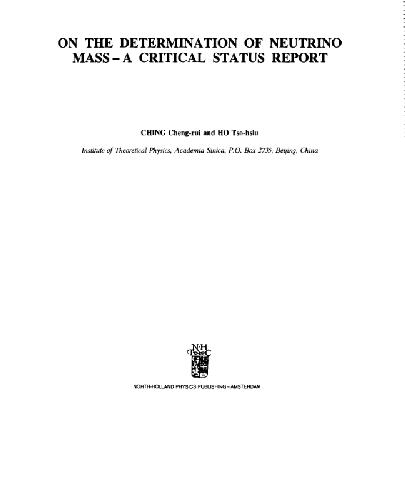 ON THE DETERMINATION OF NEUTRINO
MASS – A CRITICAL STATUS REPORT
CHING Cheng-rui and HO Tso-hsiu
Institute of Theoretical Physics, Academia Sinica, P.O. Box 2735, Beijing, China
NH
NORTH-HOLLAND PHYSICS PUBLISHING – AMSTERDAM